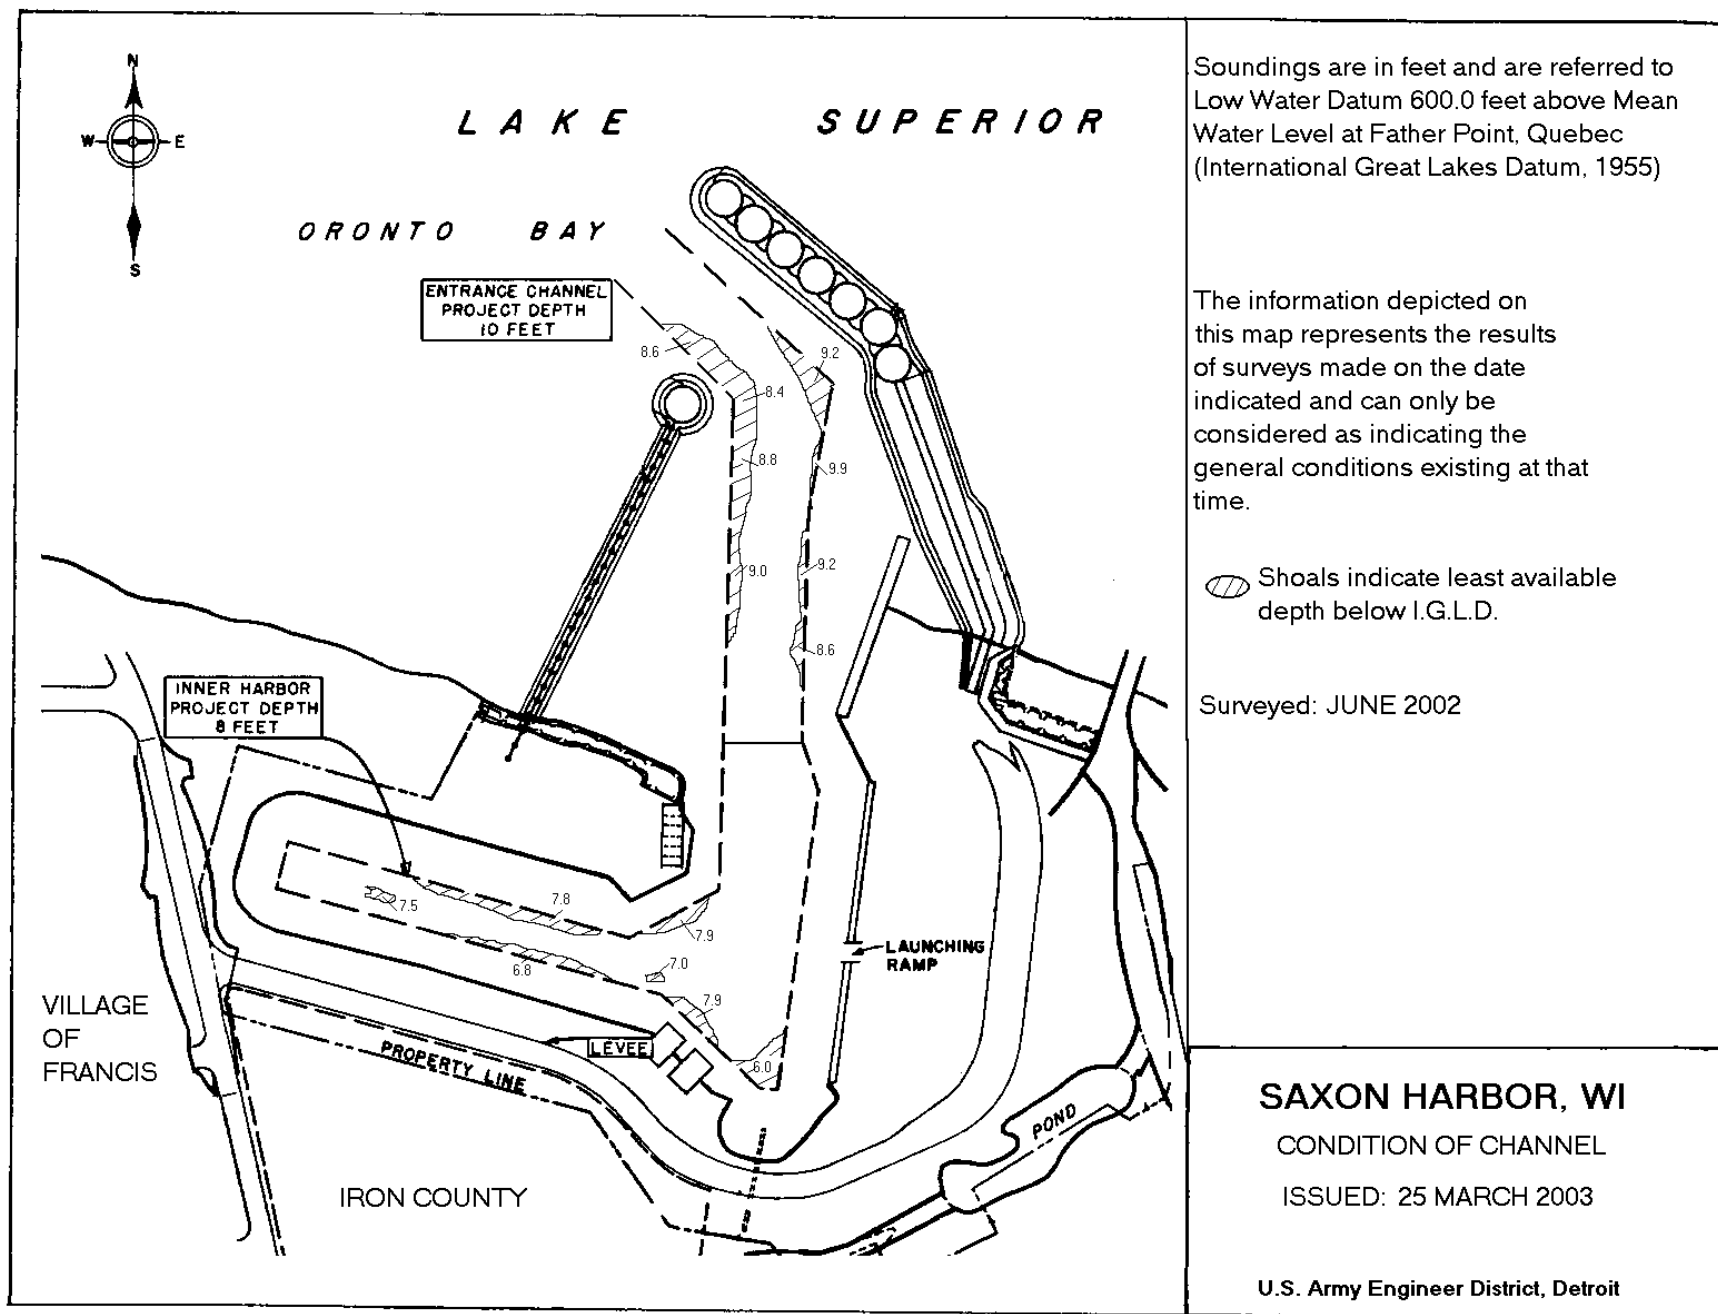 N
W
E
S
LAKE SUPERIOR
ORONTO BAY
ENTRANCE CHANNEL
PROJECT DEPTH
10 FEET
8.6
9.2
8.4
8.8
9.9
9.0
9.2
8.6
INNER HARBOR
PROJECT DEPTH
8 FEET
7.5
7.8
7.9
6.8
7.0
7.9
6.0
LAUNCHING
RAMP
LEVEE
PROPERTY LINE
POND
VILLAGE
OF
FRANCIS
IRON COUNTY
Soundings are in feet and are referred to
Low Water Datum 600.0 feet above Mean
Water Level at Father Point, Quebec
(International Great Lakes Datum, 1955)
The information depicted on
this map represents the results
of surveys made on the date
indicated and can only be
considered as indicating the
general conditions existing at that
time.
Shoals indicate least available
depth below I.G.L.D.
Surveyed: JUNE 2002
SAXON HARBOR, WI
CONDITION OF CHANNEL
ISSUED: 25 MARCH 2003
U.S. Army Engineer District, Detroit